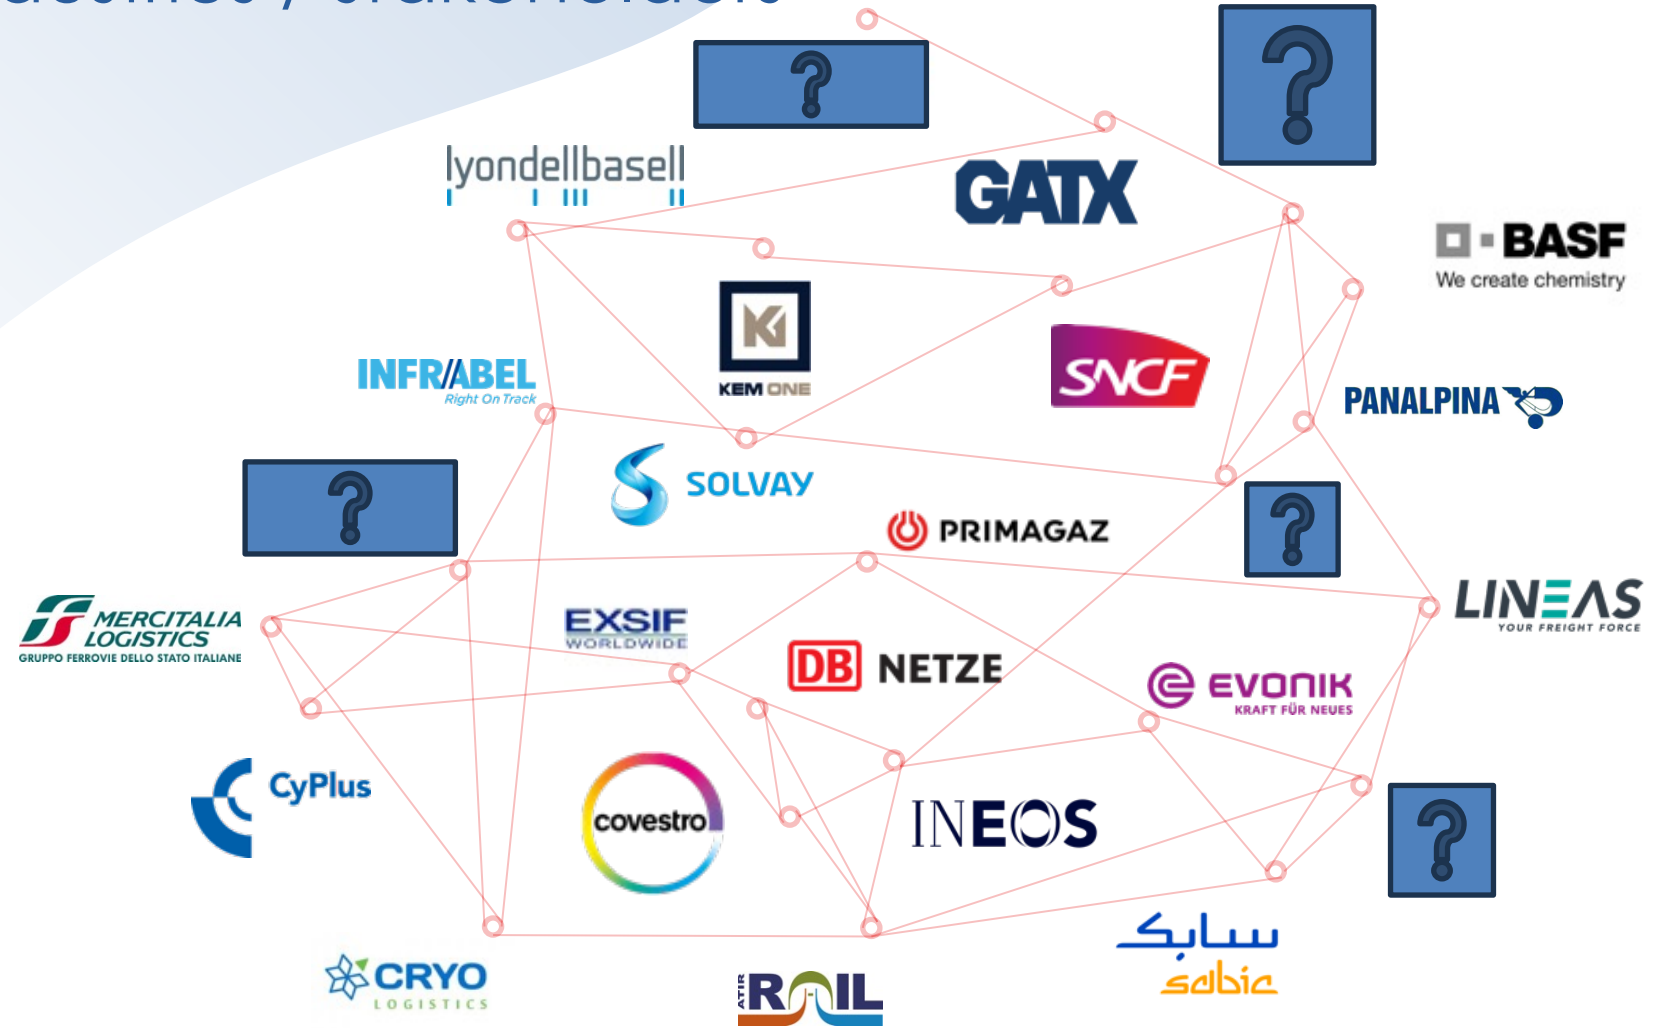 stakeholders
?
?
lyondellbasell
GATX
BASF
We create chemistry
KEM ONE
SNCF
INFRABEL
Right On Track
PANALPINA
SOLVAY
?
?
PRIMAGAZ
MERCITALIA
LOGISTICS
GRUPPO FERROVIE DELLO STATO ITALIANE
EXSIF
WORLDWIDE
LINEAS
YOUR FREIGHT FORCE
DB NETZE
EVONIK
KRAFT FÜR NEUES
CyPlus
covestro
INEOS
?
سابك
sabic
CRYO
LOGISTICS
ATIR
RAIL